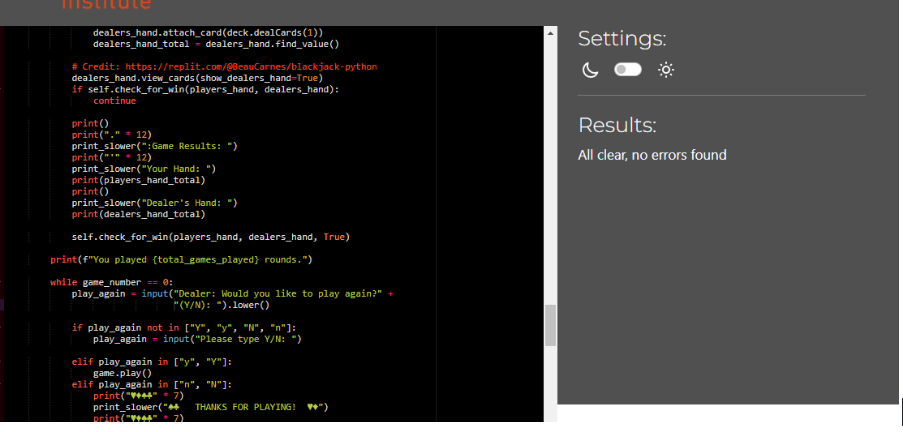 institute
dealers_hand.attach_card(deck.dealCards(1))
dealers_hand_total = dealers_hand.find_value()
# Credit: https://replit.com/@BeauCarnes/blackjack-python
dealers_hand.view_cards(show_dealers_hand=True)
if self.check_for_win(players_hand, dealers_hand):
continue
print()
print("." * 12)
print_slower(":Game Results: ")
print("'" * 12)
print_slower("Your Hand: ")
print(players_hand_total)
print()
print_slower("Dealer's Hand: ")
print(dealers_hand_total)
self.check_for_win(players_hand, dealers_hand, True)
print(f"You played {total_games_played} rounds.")
while game_number == 0:
play_again = input("Dealer: Would you like to play again?" +
"(Y/N): ").lower()
if play_again not in ["Y", "y", "N", "n"]:
play_again = input("Please type Y/N: ")
elif play_again in ["y", "Y"]:
game.play()
elif play_again in ["n", "N"]:
print("♥♦♠♣" * 7)
print_slower("♠♣   THANKS FOR PLAYING!  ♥♦")
print("♥♦♠♣" * 7)
Settings:
Results:
All clear, no errors found